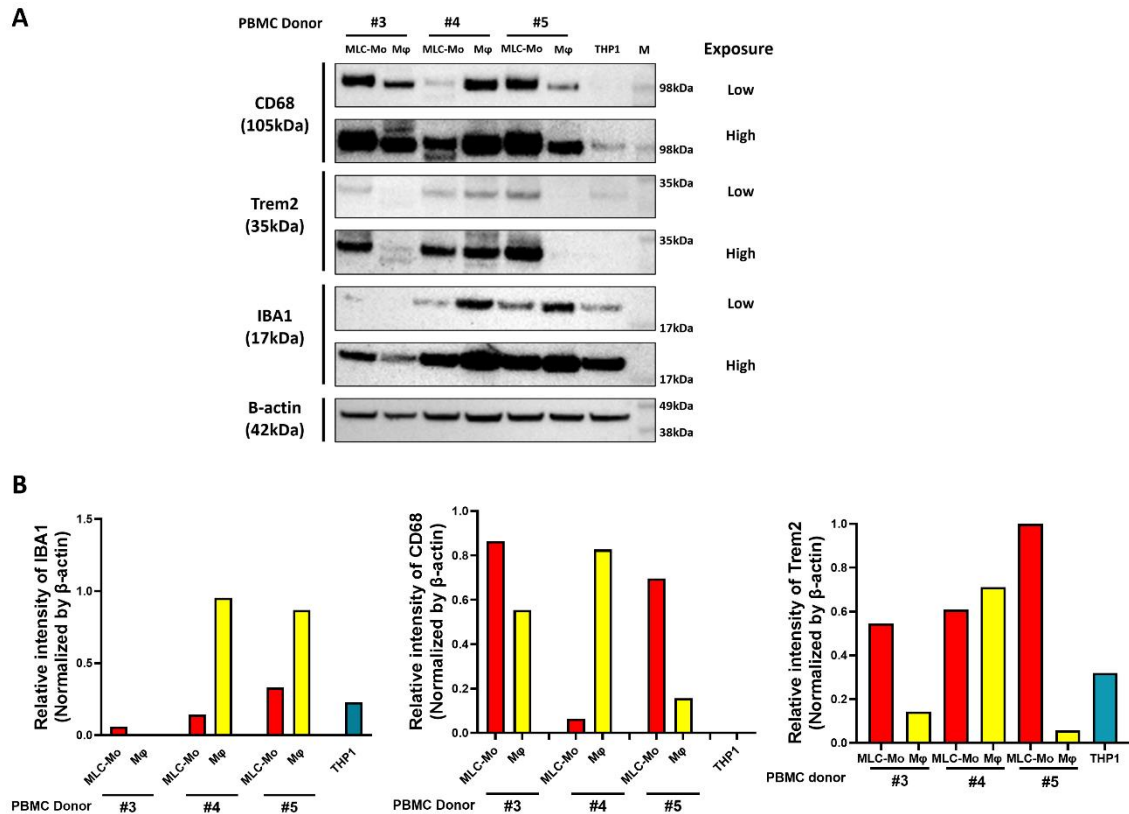 A
PBMC Donor #3 #4 #5
MLC-Mo Mφ MLC-Mo Mφ MLC-Mo Mφ THP1 M Exposure
CD68
(105kDa)
98kDa Low
98kDa High
Trem2
(35kDa)
35kDa Low
35kDa High
IBA1
(17kDa)
17kDa Low
17kDa High
B-actin
(42kDa)
49kDa
38kDa
B
Relative intensity of IBA1
(Normalized by β-actin)
1.5
1.0
0.5
0.0
MLC-Mo Mφ MLC-Mo Mφ MLC-Mo Mφ THP1
PBMC Donor #3 #4 #5
Relative intensity of CD68
(Normalized by β-actin)
1.0
0.8
0.6
0.4
0.2
0.0
MLC-Mo Mφ MLC-Mo Mφ MLC-Mo Mφ THP1
PBMC Donor #3 #4 #5
Relative intensity of Trem2
(Normalized by β-actin)
1.0
0.8
0.6
0.4
0.2
0.0
MLC-Mo Mφ MLC-Mo Mφ MLC-Mo Mφ THP1
PBMC donor #3 #4 #5